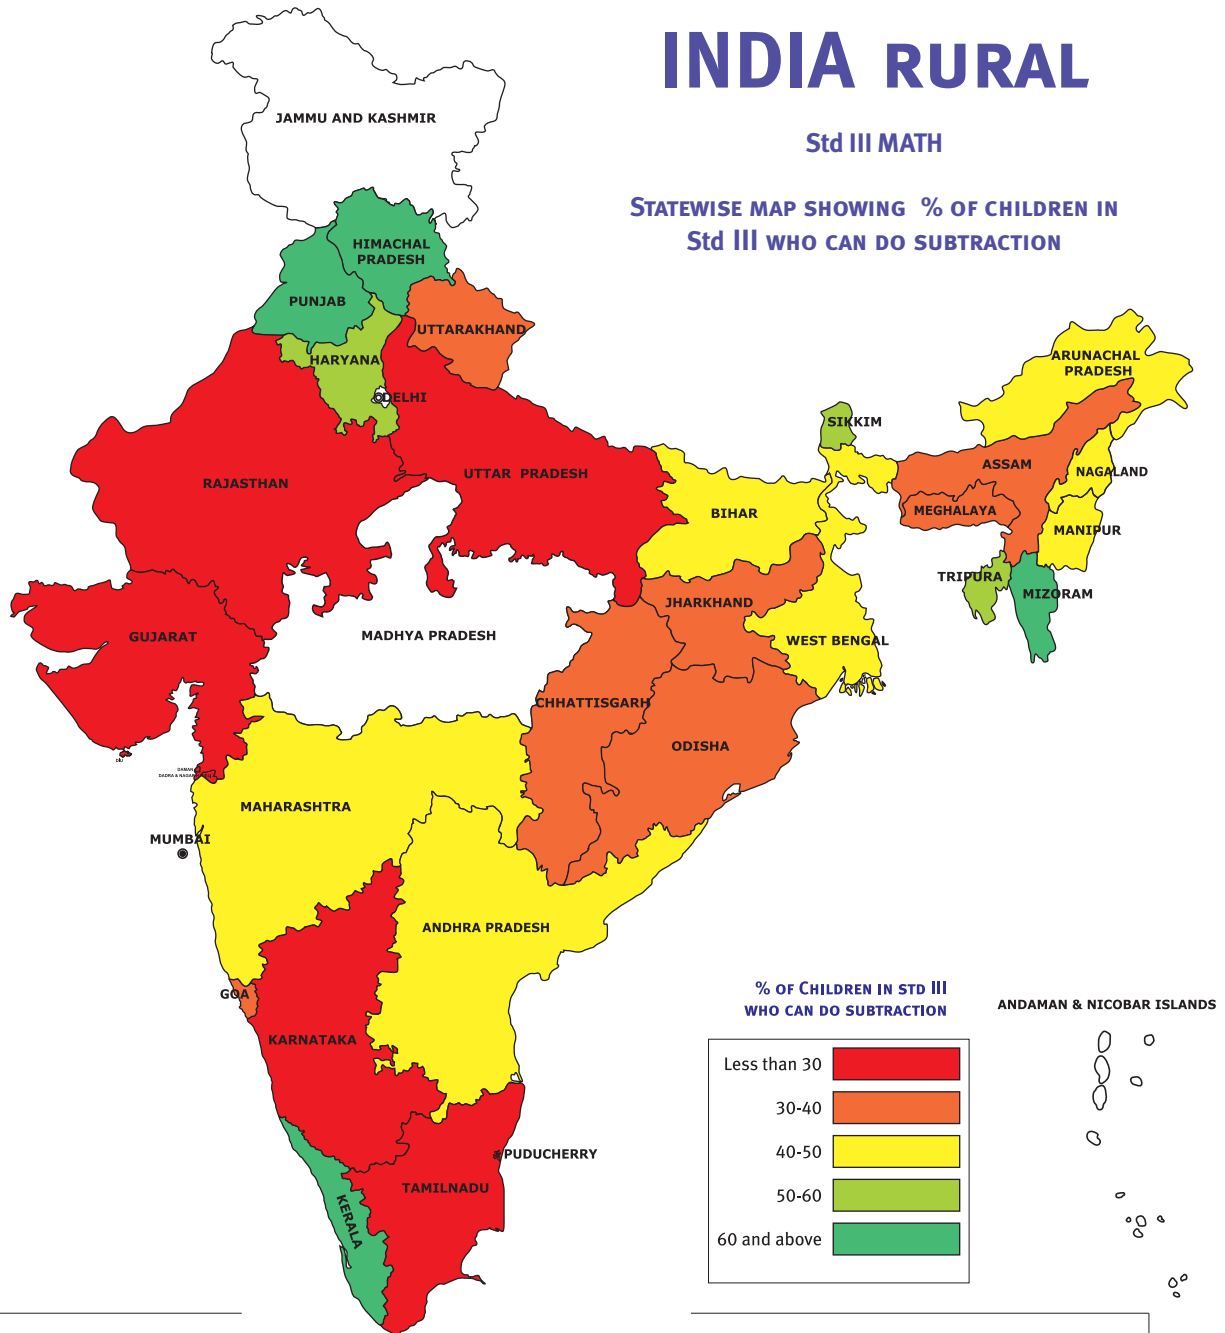 INDIA RURAL
Std III MATH
STATEWISE MAP SHOWING % OF CHILDREN IN
Std III WHO CAN DO SUBTRACTION
JAMMU AND KASHMIR
HIMACHAL
PRADESH
PUNJAB
UTTARAKHAND
HARYANA
DELHI
ARUNACHAL
PRADESH
SIKKIM
RAJASTHAN
UTTAR PRADESH
ASSAM
NAGALAND
BIHAR
MEGHALAYA
MANIPUR
TRIPURA
MIZORAM
JHARKHAND
GUJARAT
MADHYA PRADESH
WEST BENGAL
CHHATTISGARH
ODISHA
DIU
DAMAN
DADRA & NAGAR
MAHARASHTRA
MUMBAI
ANDHRA PRADESH
GOA
KARNATAKA
PUDUCHERRY
TAMILNADU
KERALA
% OF CHILDREN IN STD III
WHO CAN DO SUBTRACTION
Less than 30
30-40
40-50
50-60
60 and above
ANDAMAN & NICOBAR ISLANDS